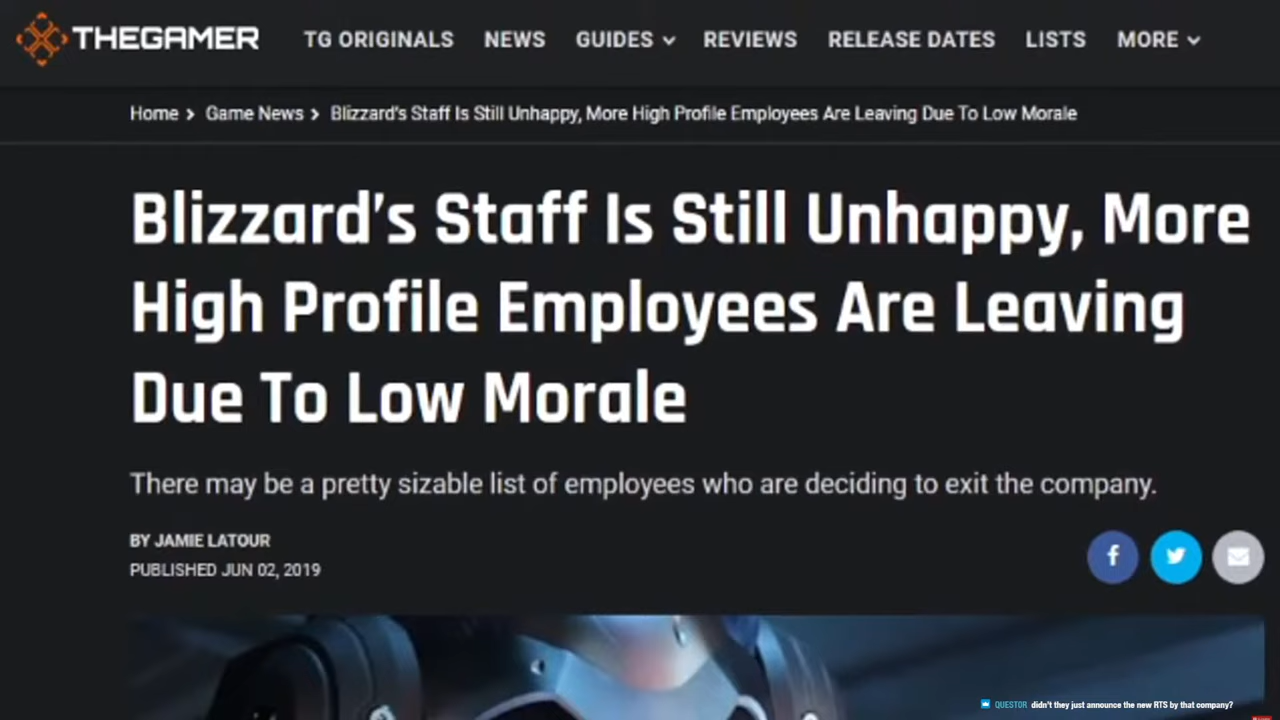 THEGAMER TG ORIGINALS NEWS GUIDES REVIEWS RELEASE DATES LISTS MORE
Home > Game News > Blizzard's Staff Is Still Unhappy, More High Profile Employees Are Leaving Due To Low Morale
Blizzard's Staff Is Still Unhappy, More
High Profile Employees Are Leaving
Due To Low Morale
There may be a pretty sizable list of employees who are deciding to exit the company.
BY JAMIE LATOUR
PUBLISHED JUN 02, 2019
QUESTOR didn't they just announce the new RTS by that company?